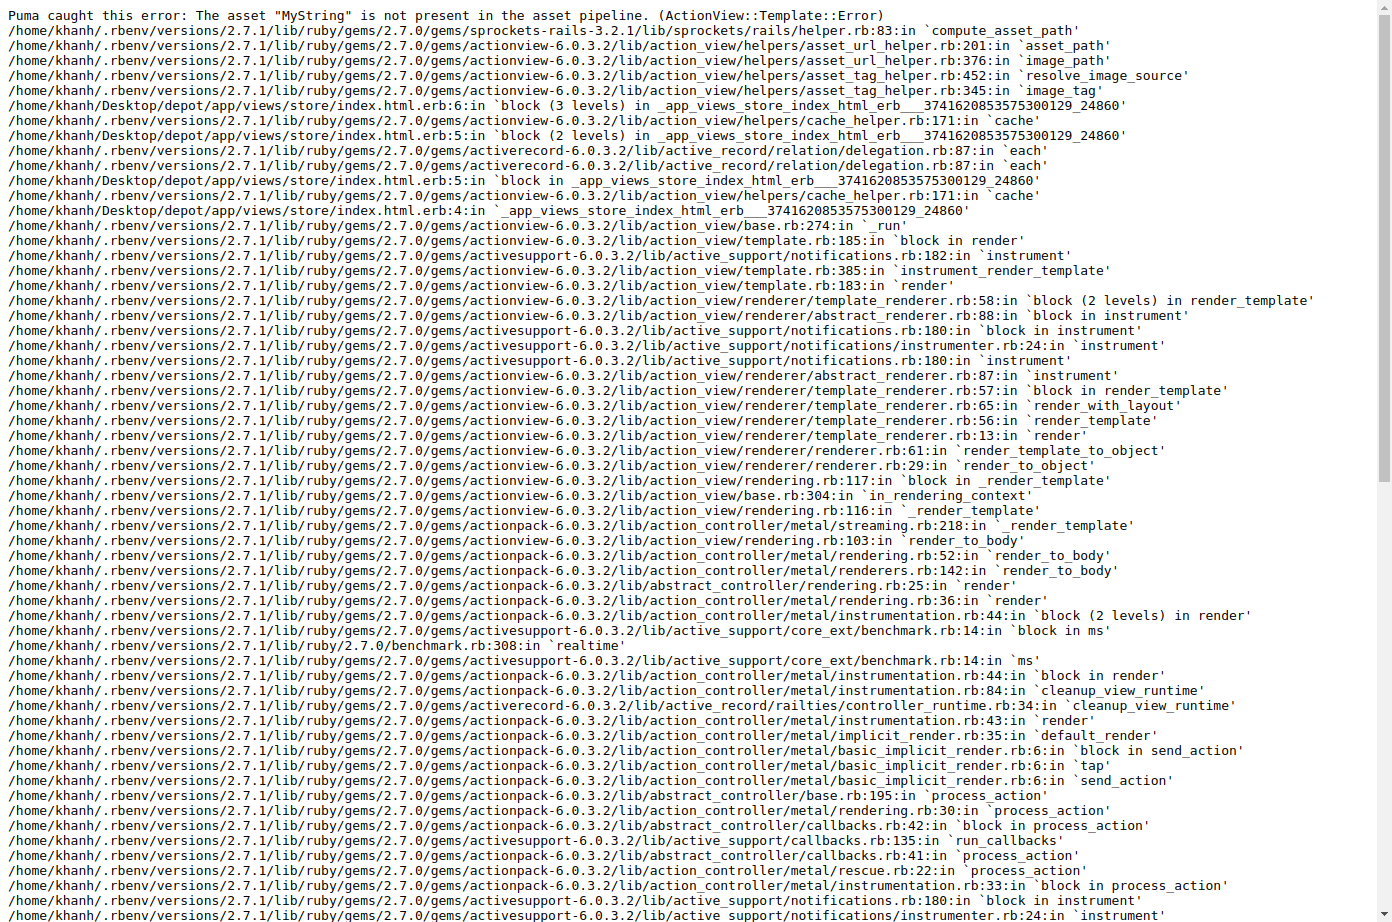 Puma caught this error: The asset "MyString" is not present in the asset pipeline. (ActionView::Template::Error)
/home/khanh/.rbenv/versions/2.7.1/lib/ruby/gems/2.7.0/gems/sprockets-rails-3.2.1/lib/sprockets/rails/helper.rb:83:in `compute_asset_path'
/home/khanh/.rbenv/versions/2.7.1/lib/ruby/gems/2.7.0/gems/actionview-6.0.3.2/lib/action_view/helpers/asset_url_helper.rb:201:in `asset_path'
/home/khanh/.rbenv/versions/2.7.1/lib/ruby/gems/2.7.0/gems/actionview-6.0.3.2/lib/action_view/helpers/asset_url_helper.rb:376:in `image_path'
/home/khanh/.rbenv/versions/2.7.1/lib/ruby/gems/2.7.0/gems/actionview-6.0.3.2/lib/action_view/helpers/asset_tag_helper.rb:452:in `resolve_image_source'
/home/khanh/.rbenv/versions/2.7.1/lib/ruby/gems/2.7.0/gems/actionview-6.0.3.2/lib/action_view/helpers/asset_tag_helper.rb:345:in `image_tag'
/home/khanh/Desktop/depot/app/views/store/index.html.erb:6:in `block (3 levels) in _app_views_store_index_html_erb___3741620853575300129_24860'
/home/khanh/.rbenv/versions/2.7.1/lib/ruby/gems/2.7.0/gems/actionview-6.0.3.2/lib/action_view/helpers/cache_helper.rb:171:in `cache'
/home/khanh/Desktop/depot/app/views/store/index.html.erb:5:in `block (2 levels) in _app_views_store_index_html_erb___3741620853575300129_24860'
/home/khanh/.rbenv/versions/2.7.1/lib/ruby/gems/2.7.0/gems/activerecord-6.0.3.2/lib/active_record/relation/delegation.rb:87:in `each'
/home/khanh/.rbenv/versions/2.7.1/lib/ruby/gems/2.7.0/gems/activerecord-6.0.3.2/lib/active_record/relation/delegation.rb:87:in `each'
/home/khanh/Desktop/depot/app/views/store/index.html.erb:5:in `block in _app_views_store_index_html_erb___3741620853575300129_24860'
/home/khanh/.rbenv/versions/2.7.1/lib/ruby/gems/2.7.0/gems/actionview-6.0.3.2/lib/action_view/helpers/cache_helper.rb:171:in `cache'
/home/khanh/Desktop/depot/app/views/store/index.html.erb:4:in `_app_views_store_index_html_erb___3741620853575300129_24860'
/home/khanh/.rbenv/versions/2.7.1/lib/ruby/gems/2.7.0/gems/actionview-6.0.3.2/lib/action_view/base.rb:274:in `_run'
/home/khanh/.rbenv/versions/2.7.1/lib/ruby/gems/2.7.0/gems/actionview-6.0.3.2/lib/action_view/template.rb:185:in `block in render'
/home/khanh/.rbenv/versions/2.7.1/lib/ruby/gems/2.7.0/gems/activesupport-6.0.3.2/lib/active_support/notifications.rb:182:in `instrument'
/home/khanh/.rbenv/versions/2.7.1/lib/ruby/gems/2.7.0/gems/actionview-6.0.3.2/lib/action_view/template.rb:385:in `instrument_render_template'
/home/khanh/.rbenv/versions/2.7.1/lib/ruby/gems/2.7.0/gems/actionview-6.0.3.2/lib/action_view/template.rb:183:in `render'
/home/khanh/.rbenv/versions/2.7.1/lib/ruby/gems/2.7.0/gems/actionview-6.0.3.2/lib/action_view/renderer/template_renderer.rb:58:in `block (2 levels) in render_template'
/home/khanh/.rbenv/versions/2.7.1/lib/ruby/gems/2.7.0/gems/actionview-6.0.3.2/lib/action_view/renderer/abstract_renderer.rb:88:in `block in instrument'
/home/khanh/.rbenv/versions/2.7.1/lib/ruby/gems/2.7.0/gems/activesupport-6.0.3.2/lib/active_support/notifications.rb:180:in `block in instrument'
/home/khanh/.rbenv/versions/2.7.1/lib/ruby/gems/2.7.0/gems/activesupport-6.0.3.2/lib/active_support/notifications/instrumenter.rb:24:in `instrument'
/home/khanh/.rbenv/versions/2.7.1/lib/ruby/gems/2.7.0/gems/activesupport-6.0.3.2/lib/active_support/notifications.rb:180:in `instrument'
/home/khanh/.rbenv/versions/2.7.1/lib/ruby/gems/2.7.0/gems/actionview-6.0.3.2/lib/action_view/renderer/abstract_renderer.rb:87:in `instrument'
/home/khanh/.rbenv/versions/2.7.1/lib/ruby/gems/2.7.0/gems/actionview-6.0.3.2/lib/action_view/renderer/template_renderer.rb:57:in `block in render_template'
/home/khanh/.rbenv/versions/2.7.1/lib/ruby/gems/2.7.0/gems/actionview-6.0.3.2/lib/action_view/renderer/template_renderer.rb:65:in `render_with_layout'
/home/khanh/.rbenv/versions/2.7.1/lib/ruby/gems/2.7.0/gems/actionview-6.0.3.2/lib/action_view/renderer/template_renderer.rb:56:in `render_template'
/home/khanh/.rbenv/versions/2.7.1/lib/ruby/gems/2.7.0/gems/actionview-6.0.3.2/lib/action_view/renderer/template_renderer.rb:13:in `render'
/home/khanh/.rbenv/versions/2.7.1/lib/ruby/gems/2.7.0/gems/actionview-6.0.3.2/lib/action_view/renderer/renderer.rb:61:in `render_template_to_object'
/home/khanh/.rbenv/versions/2.7.1/lib/ruby/gems/2.7.0/gems/actionview-6.0.3.2/lib/action_view/renderer/renderer.rb:29:in `render_to_object'
/home/khanh/.rbenv/versions/2.7.1/lib/ruby/gems/2.7.0/gems/actionview-6.0.3.2/lib/action_view/rendering.rb:117:in `block in _render_template'
/home/khanh/.rbenv/versions/2.7.1/lib/ruby/gems/2.7.0/gems/actionview-6.0.3.2/lib/action_view/base.rb:304:in `in_rendering_context'
/home/khanh/.rbenv/versions/2.7.1/lib/ruby/gems/2.7.0/gems/actionview-6.0.3.2/lib/action_view/rendering.rb:116:in `_render_template'
/home/khanh/.rbenv/versions/2.7.1/lib/ruby/gems/2.7.0/gems/actionpack-6.0.3.2/lib/action_controller/metal/streaming.rb:218:in `_render_template'
/home/khanh/.rbenv/versions/2.7.1/lib/ruby/gems/2.7.0/gems/actionview-6.0.3.2/lib/action_view/rendering.rb:103:in `render_to_body'
/home/khanh/.rbenv/versions/2.7.1/lib/ruby/gems/2.7.0/gems/actionpack-6.0.3.2/lib/action_controller/metal/rendering.rb:52:in `render_to_body'
/home/khanh/.rbenv/versions/2.7.1/lib/ruby/gems/2.7.0/gems/actionpack-6.0.3.2/lib/action_controller/metal/renderers.rb:142:in `render_to_body'
/home/khanh/.rbenv/versions/2.7.1/lib/ruby/gems/2.7.0/gems/actionpack-6.0.3.2/lib/abstract_controller/rendering.rb:25:in `render'
/home/khanh/.rbenv/versions/2.7.1/lib/ruby/gems/2.7.0/gems/actionpack-6.0.3.2/lib/action_controller/metal/rendering.rb:36:in `render'
/home/khanh/.rbenv/versions/2.7.1/lib/ruby/gems/2.7.0/gems/actionpack-6.0.3.2/lib/action_controller/metal/instrumentation.rb:44:in `block (2 levels) in render'
/home/khanh/.rbenv/versions/2.7.1/lib/ruby/gems/2.7.0/gems/activesupport-6.0.3.2/lib/active_support/core_ext/benchmark.rb:14:in `block in ms'
/home/khanh/.rbenv/versions/2.7.1/lib/ruby/2.7.0/benchmark.rb:308:in `realtime'
/home/khanh/.rbenv/versions/2.7.1/lib/ruby/gems/2.7.0/gems/activesupport-6.0.3.2/lib/active_support/core_ext/benchmark.rb:14:in `ms'
/home/khanh/.rbenv/versions/2.7.1/lib/ruby/gems/2.7.0/gems/actionpack-6.0.3.2/lib/action_controller/metal/instrumentation.rb:44:in `block in render'
/home/khanh/.rbenv/versions/2.7.1/lib/ruby/gems/2.7.0/gems/actionpack-6.0.3.2/lib/action_controller/metal/instrumentation.rb:84:in `cleanup_view_runtime'
/home/khanh/.rbenv/versions/2.7.1/lib/ruby/gems/2.7.0/gems/activerecord-6.0.3.2/lib/active_record/railties/controller_runtime.rb:34:in `cleanup_view_runtime'
/home/khanh/.rbenv/versions/2.7.1/lib/ruby/gems/2.7.0/gems/actionpack-6.0.3.2/lib/action_controller/metal/instrumentation.rb:43:in `render'
/home/khanh/.rbenv/versions/2.7.1/lib/ruby/gems/2.7.0/gems/actionpack-6.0.3.2/lib/action_controller/metal/implicit_render.rb:35:in `default_render'
/home/khanh/.rbenv/versions/2.7.1/lib/ruby/gems/2.7.0/gems/actionpack-6.0.3.2/lib/action_controller/metal/basic_implicit_render.rb:6:in `block in send_action'
/home/khanh/.rbenv/versions/2.7.1/lib/ruby/gems/2.7.0/gems/actionpack-6.0.3.2/lib/action_controller/metal/basic_implicit_render.rb:6:in `tap'
/home/khanh/.rbenv/versions/2.7.1/lib/ruby/gems/2.7.0/gems/actionpack-6.0.3.2/lib/action_controller/metal/basic_implicit_render.rb:6:in `send_action'
/home/khanh/.rbenv/versions/2.7.1/lib/ruby/gems/2.7.0/gems/actionpack-6.0.3.2/lib/abstract_controller/base.rb:195:in `process_action'
/home/khanh/.rbenv/versions/2.7.1/lib/ruby/gems/2.7.0/gems/actionpack-6.0.3.2/lib/action_controller/metal/rendering.rb:30:in `process_action'
/home/khanh/.rbenv/versions/2.7.1/lib/ruby/gems/2.7.0/gems/actionpack-6.0.3.2/lib/abstract_controller/callbacks.rb:42:in `block in process_action'
/home/khanh/.rbenv/versions/2.7.1/lib/ruby/gems/2.7.0/gems/activesupport-6.0.3.2/lib/active_support/callbacks.rb:135:in `run_callbacks'
/home/khanh/.rbenv/versions/2.7.1/lib/ruby/gems/2.7.0/gems/actionpack-6.0.3.2/lib/abstract_controller/callbacks.rb:41:in `process_action'
/home/khanh/.rbenv/versions/2.7.1/lib/ruby/gems/2.7.0/gems/actionpack-6.0.3.2/lib/action_controller/metal/rescue.rb:22:in `process_action'
/home/khanh/.rbenv/versions/2.7.1/lib/ruby/gems/2.7.0/gems/actionpack-6.0.3.2/lib/action_controller/metal/instrumentation.rb:33:in `block in process_action'
/home/khanh/.rbenv/versions/2.7.1/lib/ruby/gems/2.7.0/gems/activesupport-6.0.3.2/lib/active_support/notifications.rb:180:in `block in instrument'
/home/khanh/.rbenv/versions/2.7.1/lib/ruby/gems/2.7.0/gems/activesupport-6.0.3.2/lib/active_support/notifications/instrumenter.rb:24:in `instrument'